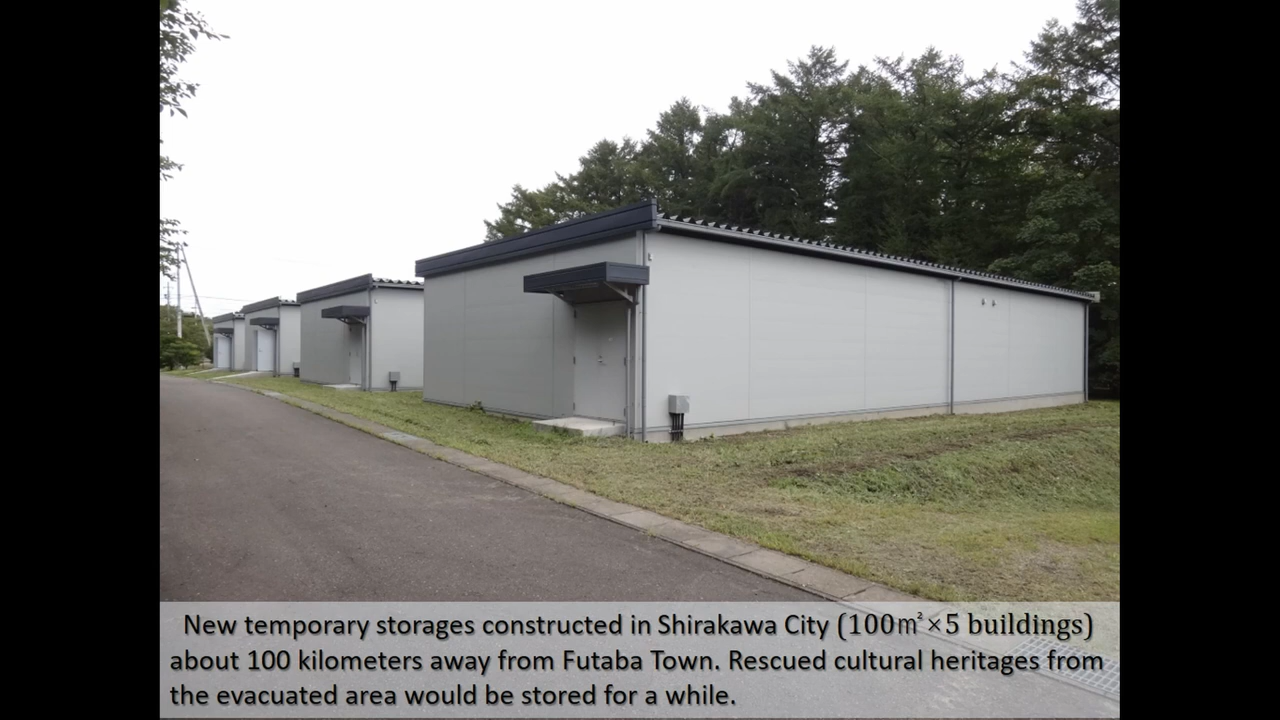 New temporary storages constructed in Shirakawa City (100㎡×5 buildings)
about 100 kilometers away from Futaba Town. Rescued cultural heritages from
the evacuated area would be stored for a while.